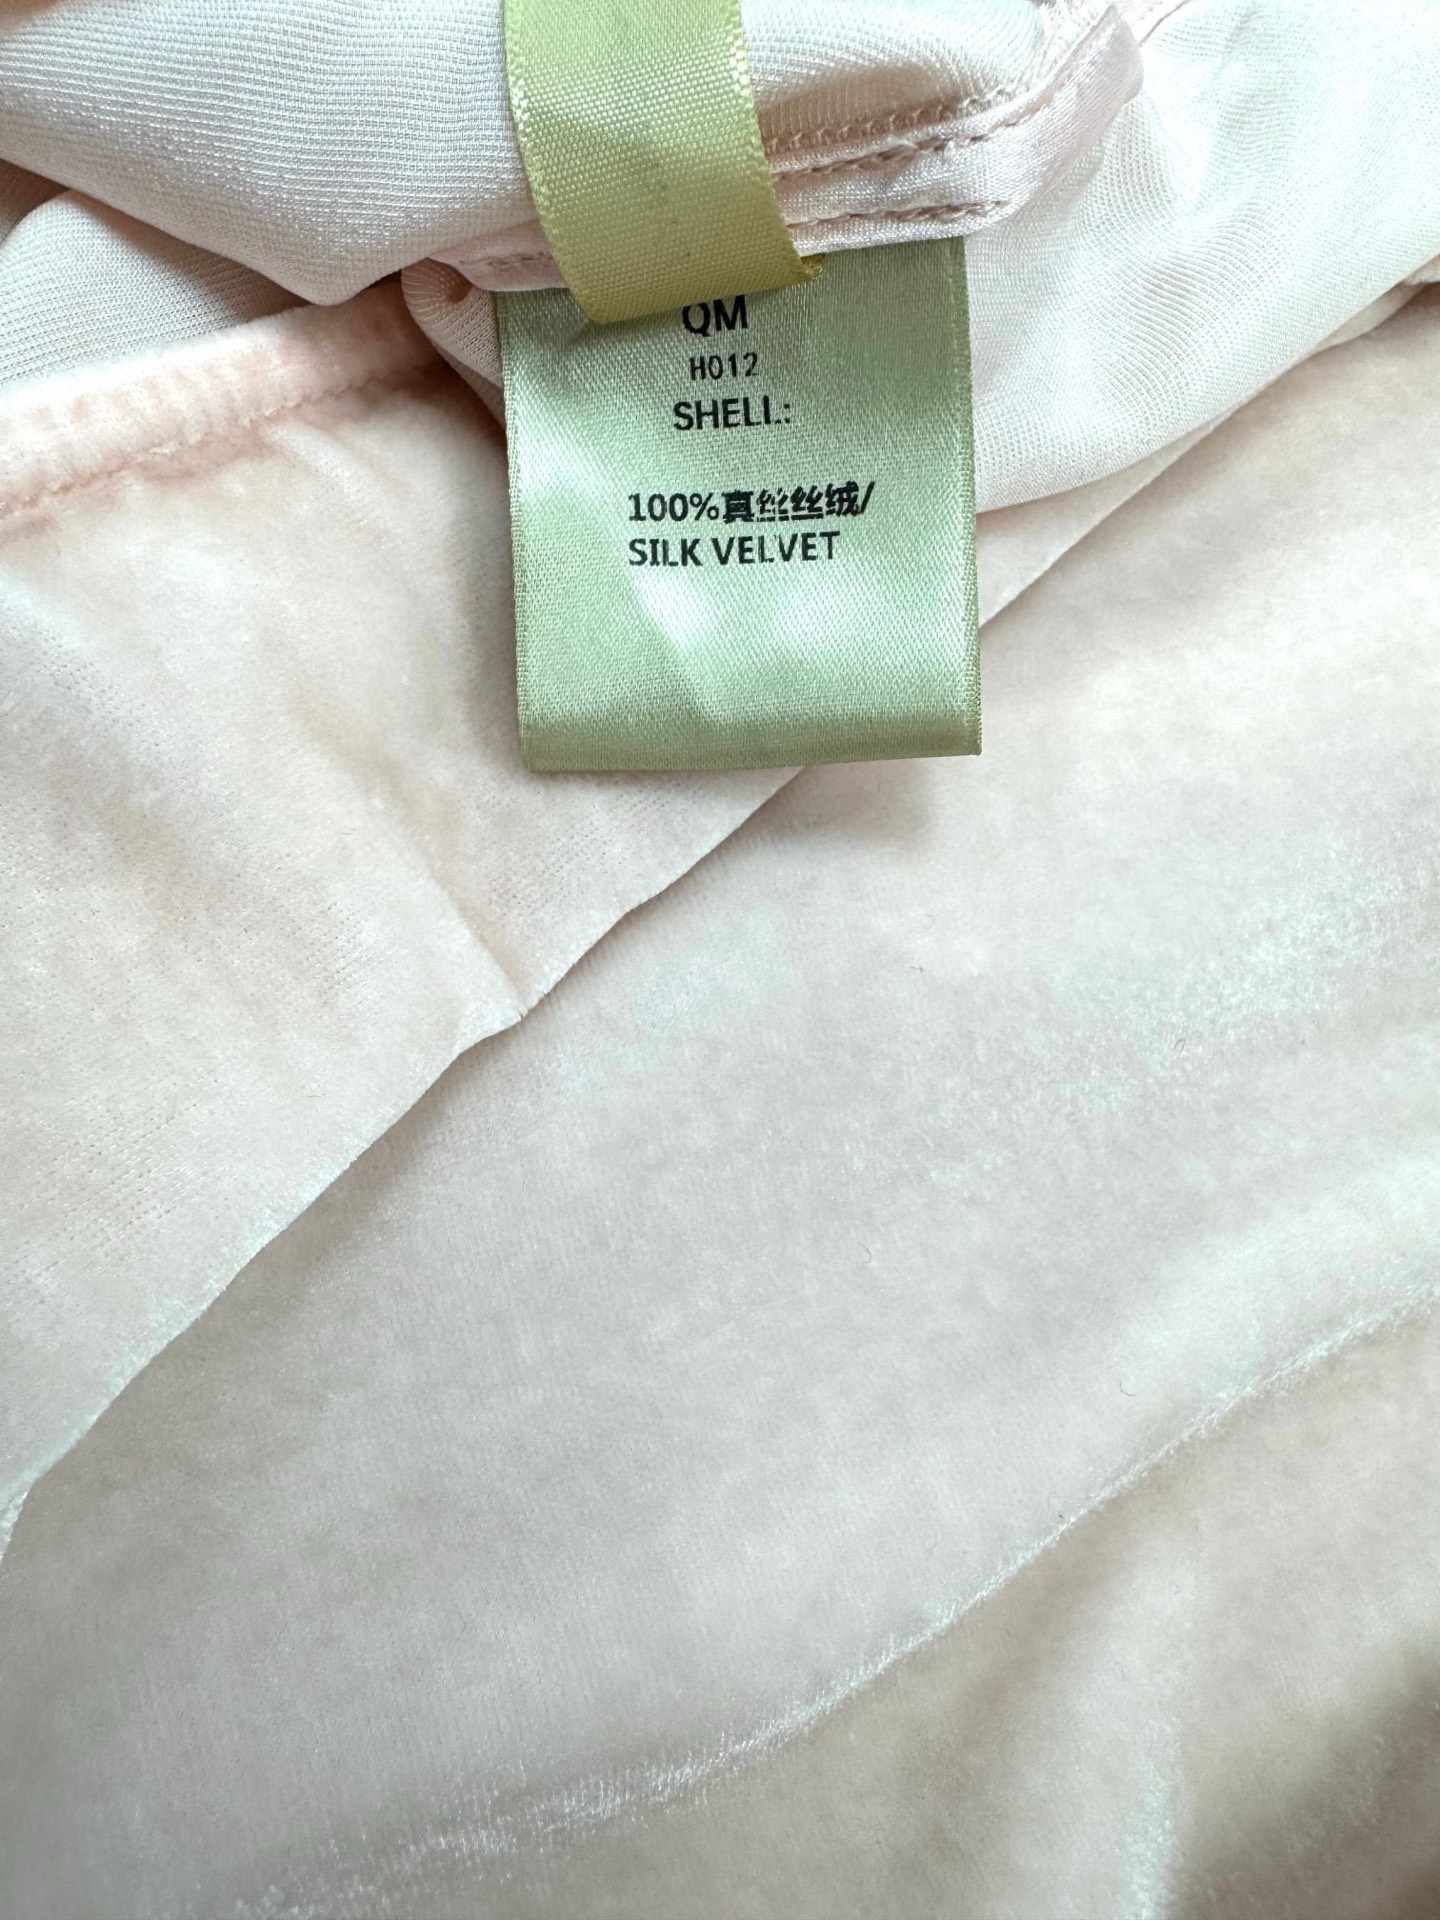 QM
H012
SHELL:
100%真丝丝绒/
SILK VELVET